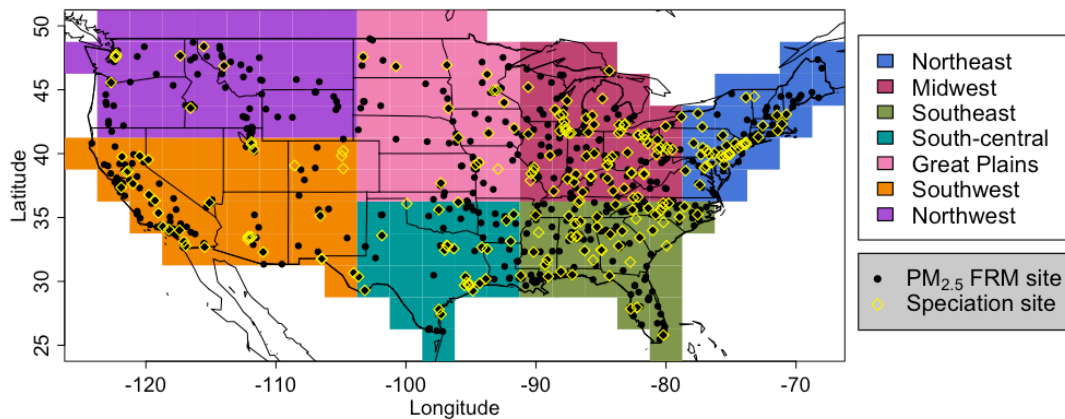 50
45
40
35
30
25
Latitude
-120
-110
-100
-90
-80
-70
Longitude
Northeast
Midwest
Southeast
South-central
Great Plains
Southwest
Northwest
PM2.5 FRM site
Speciation site